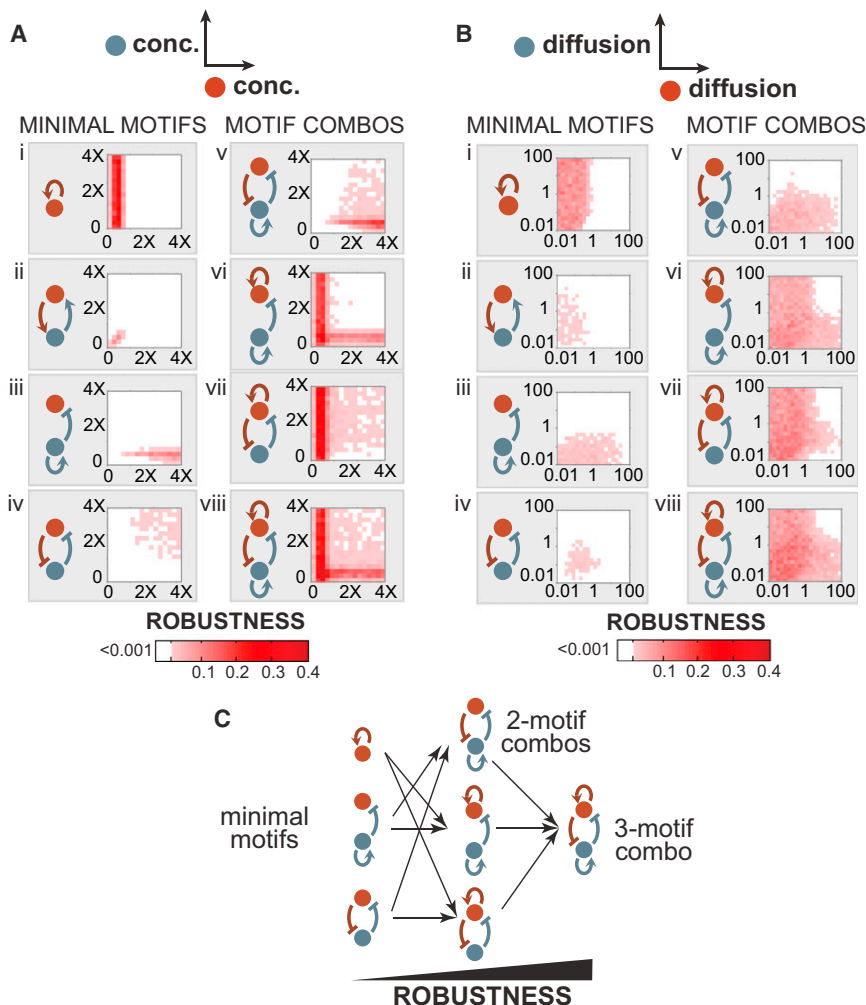 A
conc.
conc.
MINIMAL MOTIFS MOTIF COMBOS
i
4X
2X
0
0 2X 4X
v
4X
2X
0
0 2X 4X
ii
4X
2X
0
2X 4X
vi
4X
2X
0
0 2X 4X
iii
4X
2X
0
0 2X 4X
vii
4X
2X
0
0 2X 4X
iv
4X
2X
0
0 2X 4X
viii
4X
2X
0
0 2X 4X
ROBUSTNESS
<0.001
0.1 0.2 0.3 0.4
B
diffusion
diffusion
MINIMAL MOTIFS MOTIF COMBOS
i
100
1
0.01
0.01 1 100
v
100
1
0.01
0.01 1 100
ii
100
1
0.01
0.01 1 100
vi
100
1
0.01
0.01 1 100
iii
100
1
0.01
0.01 1 100
vii
100
1
0.01
0.01 1 100
iv
100
1
0.01
0.01 1 100
viii
100
1
0.01
0.01 1 100
ROBUSTNESS
<0.001
0.1 0.2 0.3 0.4
C
2-motif
combos
minimal
motifs
3-motif
combo
ROBUSTNESS